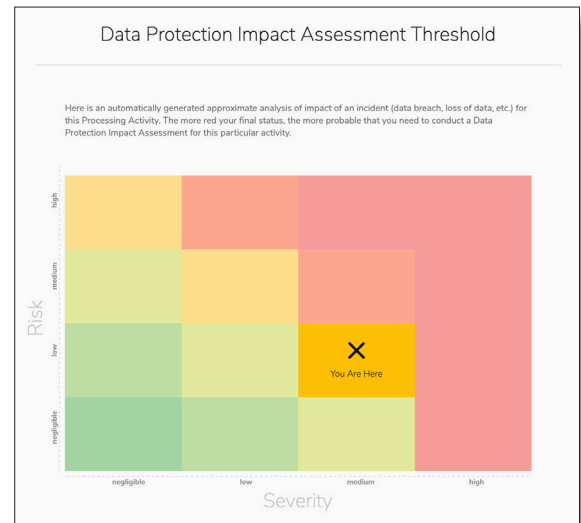 Data Protection Impact Assessment Threshold
Here is an automatically generated approximate analysis of impact of an incident (data breach, loss of data, etc.) for
this Processing Activity. The more red your final status, the more probable that you need to conduct a Data
Protection Impact Assessment for this particular activity.
high
medium
Risk
low
You Are Here
negligible
negligible
low
medium
high
Severity